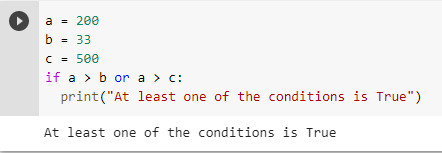 a = 200
b = 33
c = 500
if a > b or a > c:
  print("At least one of the conditions is True")
At least one of the conditions is True